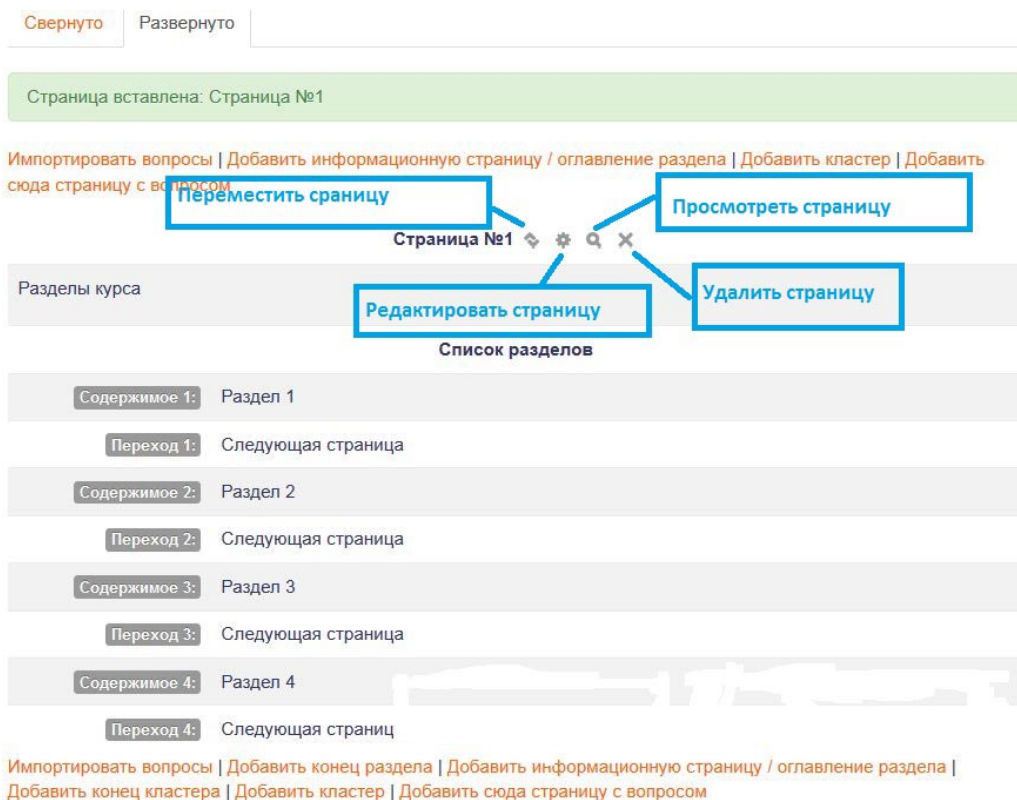 Свернуто Развернуто
Страница вставлена: Страница №1
Импортировать вопросы | Добавить информационную страницу / оглавление раздела | Добавить кластер | Добавить
сюда страницу с вопросом
Переместить сраницу
Просмотреть страницу
Страница №1
Разделы курса
Редактировать страницу
Удалить страницу
Список разделов
Содержимое 1: Раздел 1
Переход 1: Следующая страница
Содержимое 2: Раздел 2
Переход 2: Следующая страница
Содержимое 3: Раздел 3
Переход 3: Следующая страница
Содержимое 4: Раздел 4
Переход 4: Следующая страниц
Импортировать вопросы | Добавить конец раздела | Добавить информационную страницу / оглавление раздела |
Добавить конец кластера | Добавить кластер | Добавить сюда страницу с вопросом